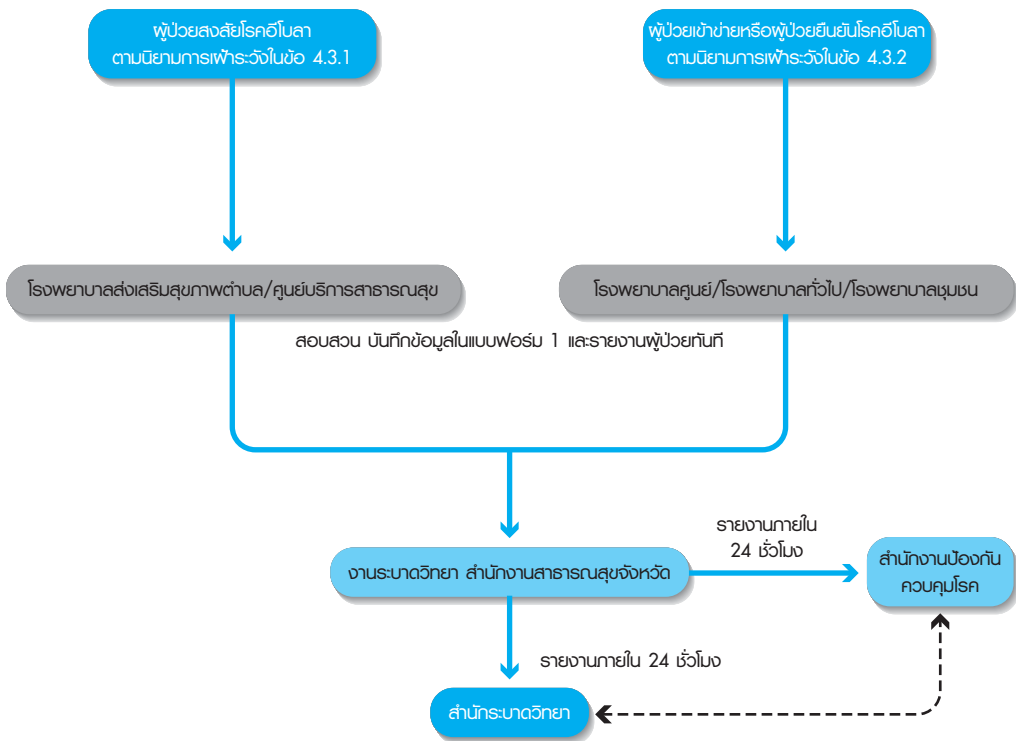 ผู้ป่วยสงสัยโรคอีโบลา
ตามนิยามการเฝ้าระวังในข้อ 4.3.1
ผู้ป่วยเข้าข่ายหรือผู้ป่วยยืนยันโรคอีโบลา
ตามนิยามการเฝ้าระวังในข้อ 4.3.2
โรงพยาบาลส่งเสริมสุขภาพตำบล/ศูนย์บริการสาธารณสุข
โรงพยาบาลศูนย์/โรงพยาบาลทั่วไป/โรงพยาบาลชุมชน
สอบสวน บันทึกข้อมูลในแบบฟอร์ม 1 และรายงานผู้ป่วยทันที
รายงานภายใน
24 ชั่วโมง
งานระบาดวิทยา สำนักงานสาธารณสุขจังหวัด
สำนักงานป้องกัน
ควบคุมโรค
รายงานภายใน 24 ชั่วโมง
สำนักระบาดวิทยา